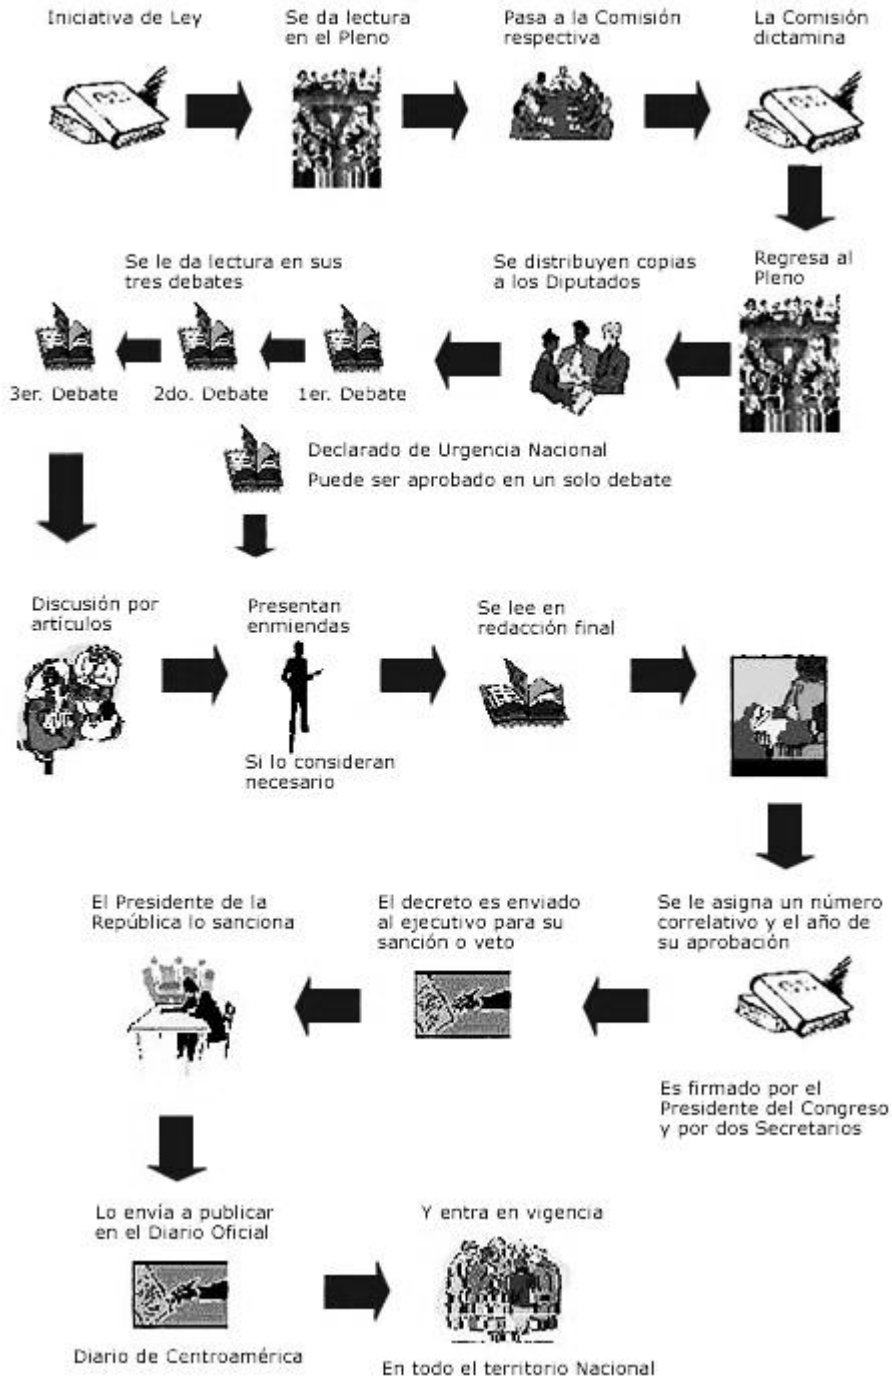 Iniciativa de Ley
Se da lectura
en el Pleno
Pasa a la Comisión
respectiva
La Comisión
dictamina
Regresa al
Pleno
Se distribuyen copias
a los Diputados
Se le da lectura en sus
tres debates
3er. Debate
2do. Debate
1er. Debate
Declarado de Urgencia Nacional
Puede ser aprobado en un solo debate
Discusión por
artículos
Presentan
enmiendas
Si lo consideran
necesario
Se lee en
redacción final
Se le asigna un número
correlativo y el año de
su aprobación
Es firmado por el
Presidente del Congreso
y por dos Secretarios
El decreto es enviado
al ejecutivo para su
sanción o veto
El Presidente de la
República lo sanciona
Lo envía a publicar
en el Diario Oficial
Diario de Centroamérica
Y entra en vigencia
En todo el territorio Nacional